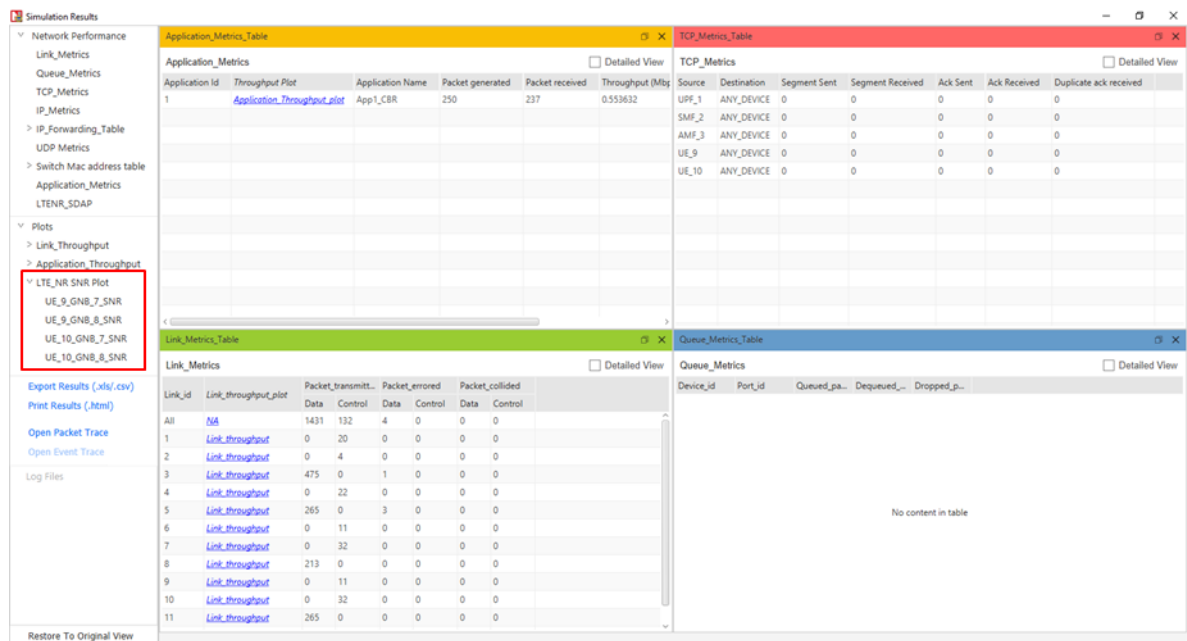 Simulation Results
Network Performance
Link_Metrics
Queue_Metrics
TCP_Metrics
IP_Metrics
IP_Forwarding_Table
UDP Metrics
Switch Mac address table
Application_Metrics
LTENR_SDAP
Plots
Link_Throughput
Application_Throughput
LTE_NR SNR Plot
UE_9_GNB_7_SNR
UE_9_GNB_8_SNR
UE_10_GNB_7_SNR
UE_10_GNB_8_SNR
Export Results (.xls/.csv)
Print Results (.html)
Open Packet Trace
Open Event Trace
Log Files
Restore To Original View
Application_Metrics_Table
Application_Metrics Detailed View
Application Id Throughput Plot Application Name Packet generated Packet received Throughput (Mbp
1 Application_Throughput_plot App1_CBR 250 237 0.553632
TCP_Metrics_Table
TCP_Metrics Detailed View
Source Destination Segment Sent Segment Received Ack Sent Ack Received Duplicate ack received
UPF_1 ANY_DEVICE 0 0 0 0 0
SMF_2 ANY_DEVICE 0 0 0 0 0
AMF_3 ANY_DEVICE 0 0 0 0 0
UE_9 ANY_DEVICE 0 0 0 0 0
UE_10 ANY_DEVICE 0 0 0 0 0
Link_Metrics_Table
Link_Metrics Detailed View
Link_id Link_throughput_plot Packet_transmitt... Packet_errored Packet_collided
Data Control Data Control Data Control
All NA 1431 132 4 0 0 0
1 Link_throughput 0 20 0 0 0 0
2 Link_throughput 0 4 0 0 0 0
3 Link_throughput 475 0 1 0 0 0
4 Link_throughput 0 22 0 0 0 0
5 Link_throughput 265 0 3 0 0 0
6 Link_throughput 0 11 0 0 0 0
7 Link_throughput 0 32 0 0 0 0
8 Link_throughput 213 0 0 0 0 0
9 Link_throughput 0 11 0 0 0 0
10 Link_throughput 0 32 0 0 0 0
11 Link_throughput 265 0 0 0 0 0
Queue_Metrics_Table
Queue_Metrics Detailed View
Device_id Port_id Queued_pa... Dequeued_... Dropped_p...
No content in table